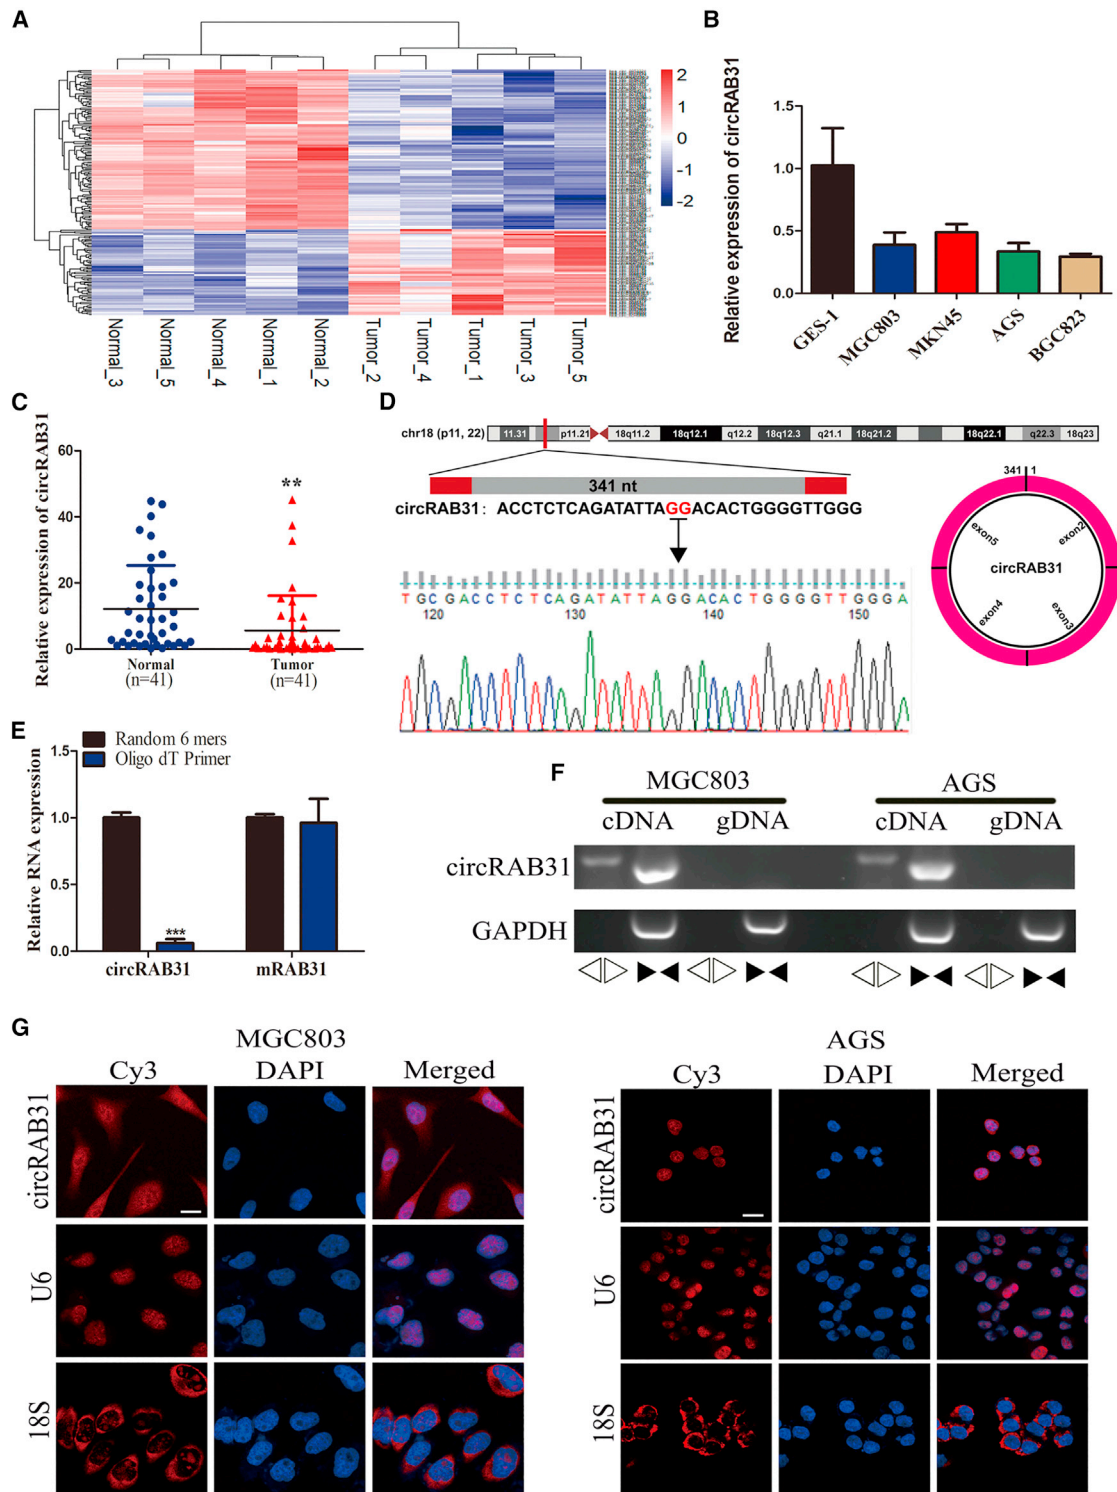 A
2
1
0
-1
-2
Normal_3
Normal_5
Normal_4
Normal_1
Normal_2
Tumor_2
Tumor_4
Tumor_1
Tumor_3
Tumor_5
B
Relative expression of circRAB31
1.5
1.0
0.5
0.0
GES-1
MGC803
MKN45
AGS
BGC823
C
Relative expression of circRAB31
60
40
20
0
**
Normal
(n=41)
Tumor
(n=41)
D
chr18 (p11, 22)
11.31
p11.21
18q11.2
18q12.1
q12.2
18q12.3
q21.1
18q21.2
18q22.1
q22.3
18q23
341 nt
circRAB31: ACCTCTCAGATATTAGGACACTGGGGTTGGG
TGCGACCTCTCAGATATTAGGACACTGGGGTTGGGA
120 130 140 150
341 1
exon5
exon2
circRAB31
exon4
exon3
E
Random 6 mers
Oligo dT Primer
Relative RNA expression
1.5
1.0
0.5
0.0
***
circRAB31
mRAB31
F
MGC803 AGS
cDNA gDNA cDNA gDNA
circRAB31
GAPDH
G
MGC803
Cy3 DAPI Merged
circRAB31
U6
18S
AGS
Cy3 DAPI Merged
circRAB31
U6
18S